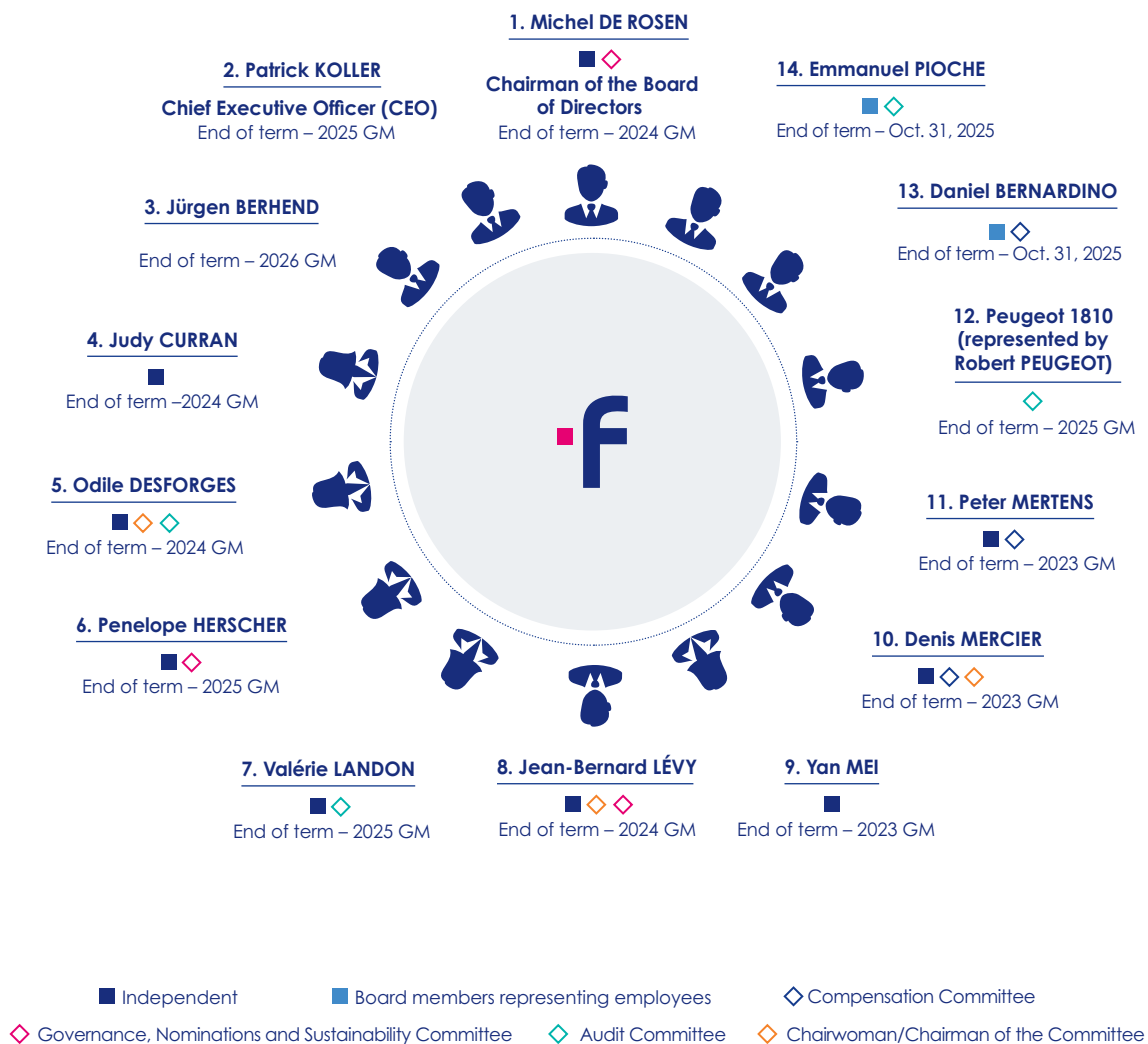 1. Michel DE ROSEN
Chairman of the Board
of Directors
End of term – 2024 GM
2. Patrick KOLLER
Chief Executive Officer (CEO)
End of term – 2025 GM
3. Jürgen BERHEND
End of term – 2026 GM
4. Judy CURRAN
End of term –2024 GM
5. Odile DESFORGES
End of term – 2024 GM
6. Penelope HERSCHER
End of term – 2025 GM
7. Valérie LANDON
End of term – 2025 GM
8. Jean-Bernard LÉVY
End of term – 2024 GM
9. Yan MEI
End of term – 2023 GM
10. Denis MERCIER
End of term – 2023 GM
11. Peter MERTENS
End of term – 2023 GM
12. Peugeot 1810
(represented by
Robert PEUGEOT)
End of term – 2025 GM
13. Daniel BERNARDINO
End of term – Oct. 31, 2025
14. Emmanuel PIOCHE
End of term – Oct. 31, 2025
f
Independent
Board members representing employees
Compensation Committee
Governance, Nominations and Sustainability Committee
Audit Committee
Chairwoman/Chairman of the Committee